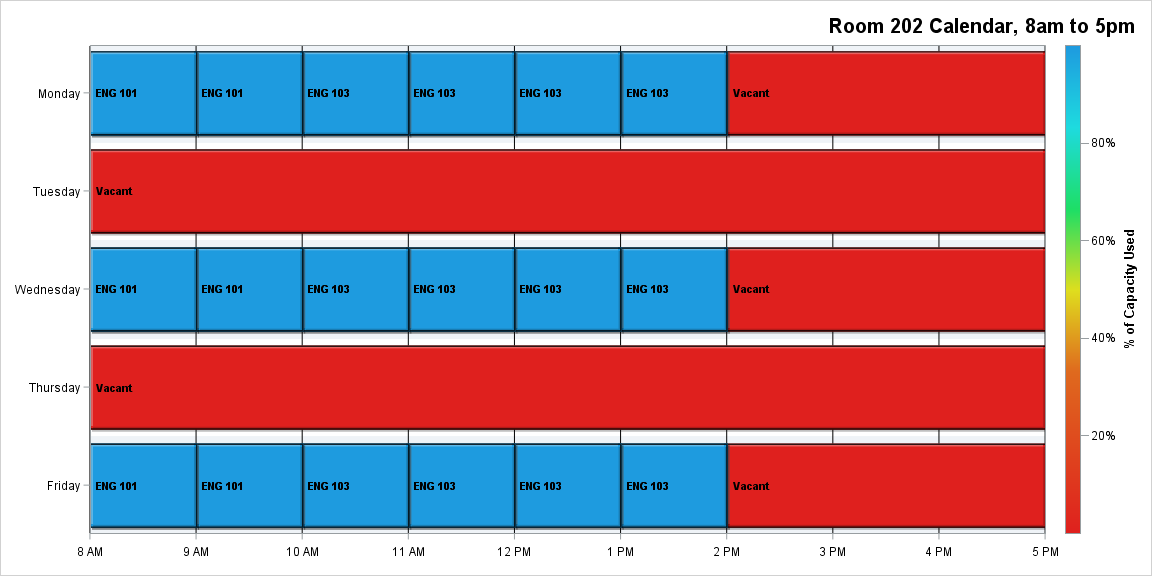 Room 202 Calendar, 8am to 5pm
Monday
ENG 101
ENG 101
ENG 103
ENG 103
ENG 103
ENG 103
Vacant
Tuesday
Vacant
Wednesday
ENG 101
ENG 101
ENG 103
ENG 103
ENG 103
ENG 103
Vacant
Thursday
Vacant
Friday
ENG 101
ENG 101
ENG 103
ENG 103
ENG 103
ENG 103
Vacant
8 AM
9 AM
10 AM
11 AM
12 PM
1 PM
2 PM
3 PM
4 PM
5 PM
80%
60%
40%
20%
% of Capacity Used